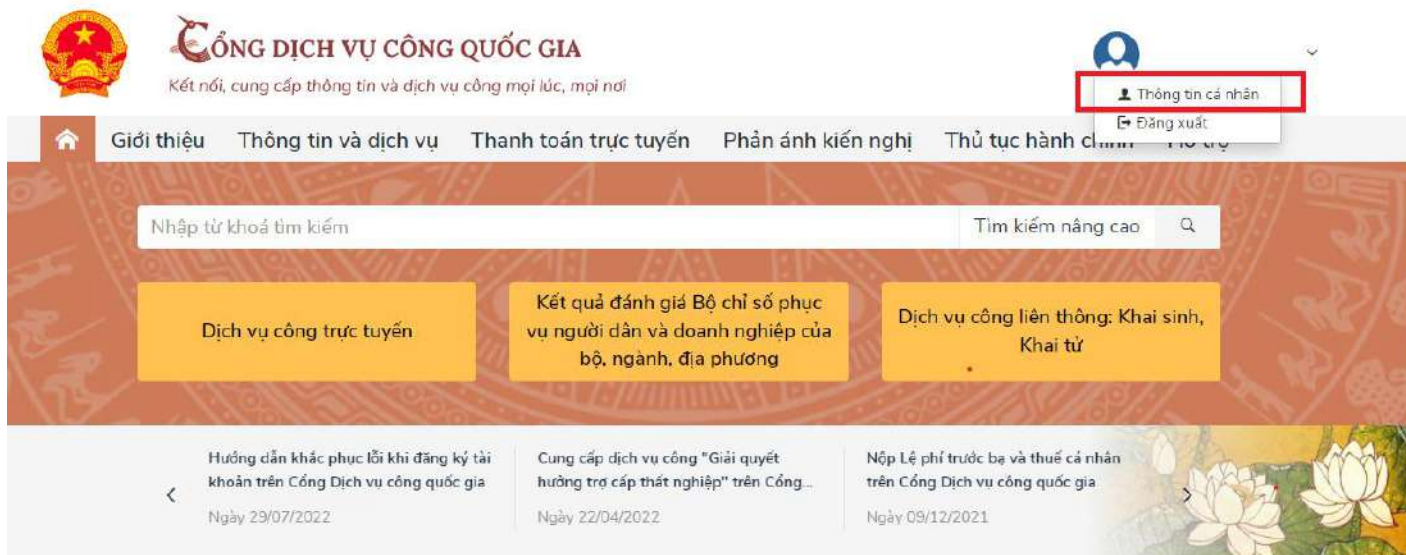 CỔNG DỊCH VỤ CÔNG QUỐC GIA
Kết nối, cung cấp thông tin và dịch vụ công mọi lúc, mọi nơi
Thông tin cá nhân
Đăng xuất
Giới thiệu Thông tin và dịch vụ Thanh toán trực tuyến Phản ánh kiến nghị Thủ tục hành chính Hỗ trợ
Nhập từ khoá tìm kiếm Tìm kiếm nâng cao
Dịch vụ công trực tuyến
Kết quả đánh giá Bộ chỉ số phục
vụ người dân và doanh nghiệp của
bộ, ngành, địa phương
Dịch vụ công liên thông: Khai sinh,
Khai tử
Hướng dẫn khắc phục lỗi khi đăng ký tài
khoản trên Cổng Dịch vụ công quốc gia
Ngày 29/07/2022
Cung cấp dịch vụ công "Giải quyết
hưởng trợ cấp thất nghiệp" trên Cổng...
Ngày 22/04/2022
Nộp Lệ phí trước bạ và thuế cá nhân
trên Cổng Dịch vụ công quốc gia
Ngày 09/12/2021